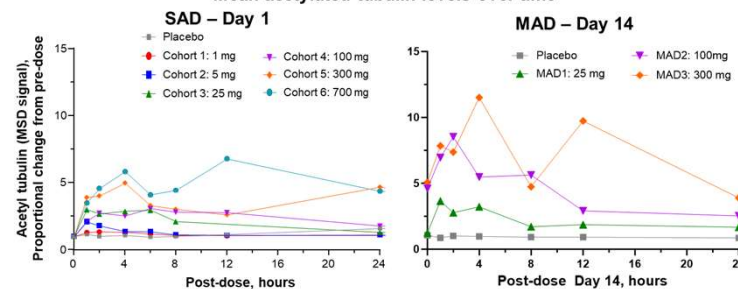 SAD – Day 1
MAD – Day 14
Acetyl tubulin (MSD signal),
Proportional change from pre-dose
15
10
5
0
Placebo
Cohort 1: 1 mg
Cohort 2: 5 mg
Cohort 3: 25 mg
Cohort 4: 100 mg
Cohort 5: 300 mg
Cohort 6: 700 mg
0 4 8 12 16 20 24
Post-dose, hours
15
10
5
0
Placebo
MAD1: 25 mg
MAD2: 100mg
MAD3: 300 mg
0 4 8 12 16 20
Post-dose Day 14, hours